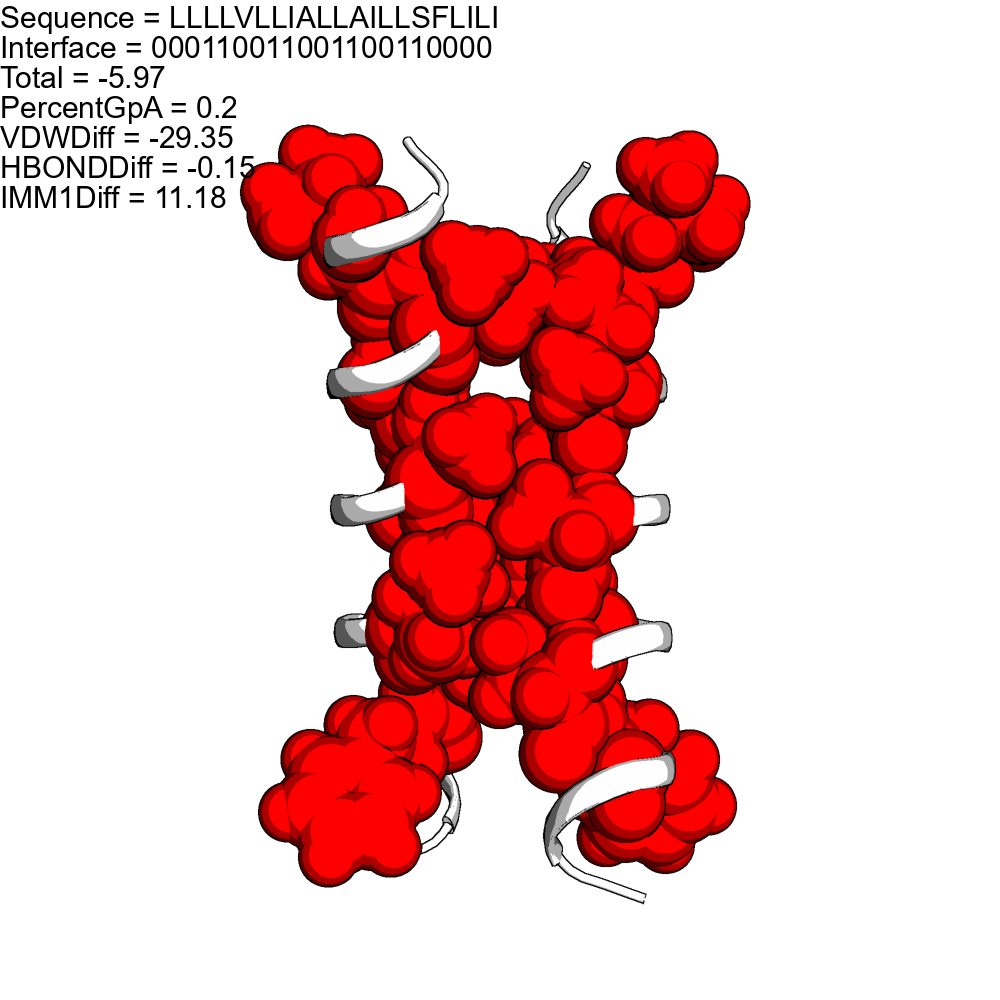 Sequence = LLLLVLLIALLAILLSFLILI
Interface = 000110011001100110000
Total = -5.97
PercentGpA = 0.2
VDWDiff = -29.35
HBONDDiff = -0.15
IMM1Diff = 11.18